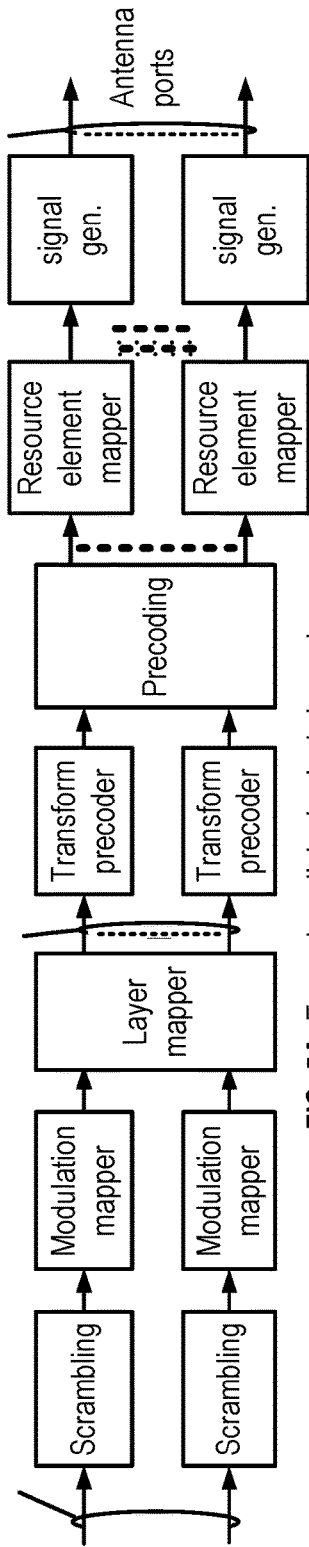 Scrambling
Modulation
mapper
Layer
mapper
Transform
precoder
Precoding
Resource
element
mapper
signal
gen.
Antenna
ports
Scrambling
Modulation
mapper
Transform
precoder
Resource
element
mapper
signal
gen.